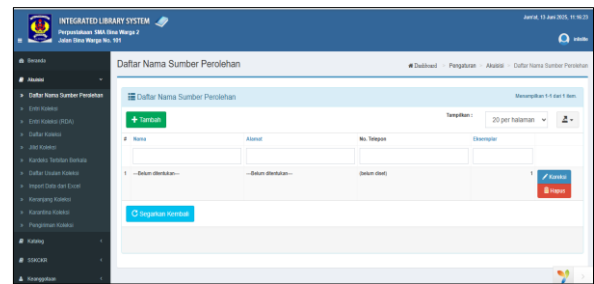 INTEGRATED LIBRARY SYSTEM
Perpustakaan SMA Bina Warga 2
Jalan Bina Warga No. 101
Jum'at, 13 Juni 2025, 11:16:23
Beranda
Akuisisi
Daftar Nama Sumber Perolehan
Entri Koleksi
Entri Koleksi (RDA)
Daftar Koleksi
Jilid Koleksi
Kardeks Terbitan Berkala
Daftar Usulan Koleksi
Import Data dari Excel
Keranjang Koleksi
Karantina Koleksi
Pengiriman Koleksi
Katalog
SSKCKR
Keanggotaan
Daftar Nama Sumber Perolehan
Dashboard Pengaturan Akuisisi Daftar Nama Sumber Perolehan
Daftar Nama Sumber Perolehan
Menampilkan 1-1 dari 1 item.
+ Tambah
Tampilkan :
20 per halaman
# Nama Alamat No. Telepon Eksemplar
1 ---Belum ditentukan--- ---Belum ditentukan--- (belum diset) 1
Koreksi
Hapus
Segarkan Kembali